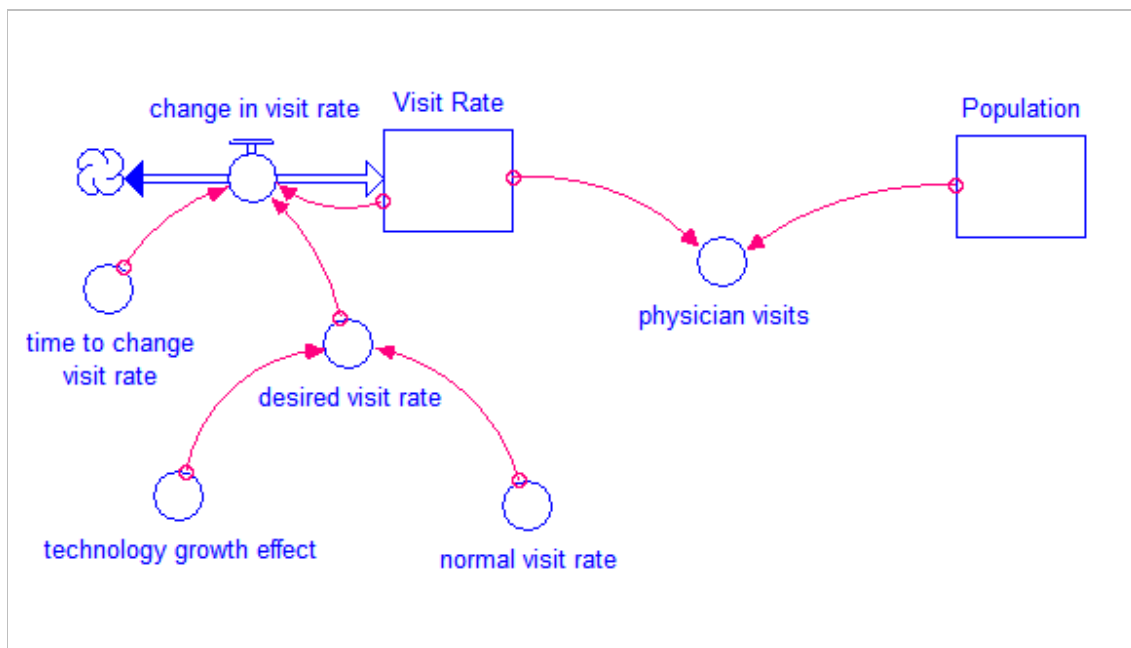 change in visit rate
Visit Rate
Population
physician visits
time to change
visit rate
desired visit rate
technology growth effect
normal visit rate